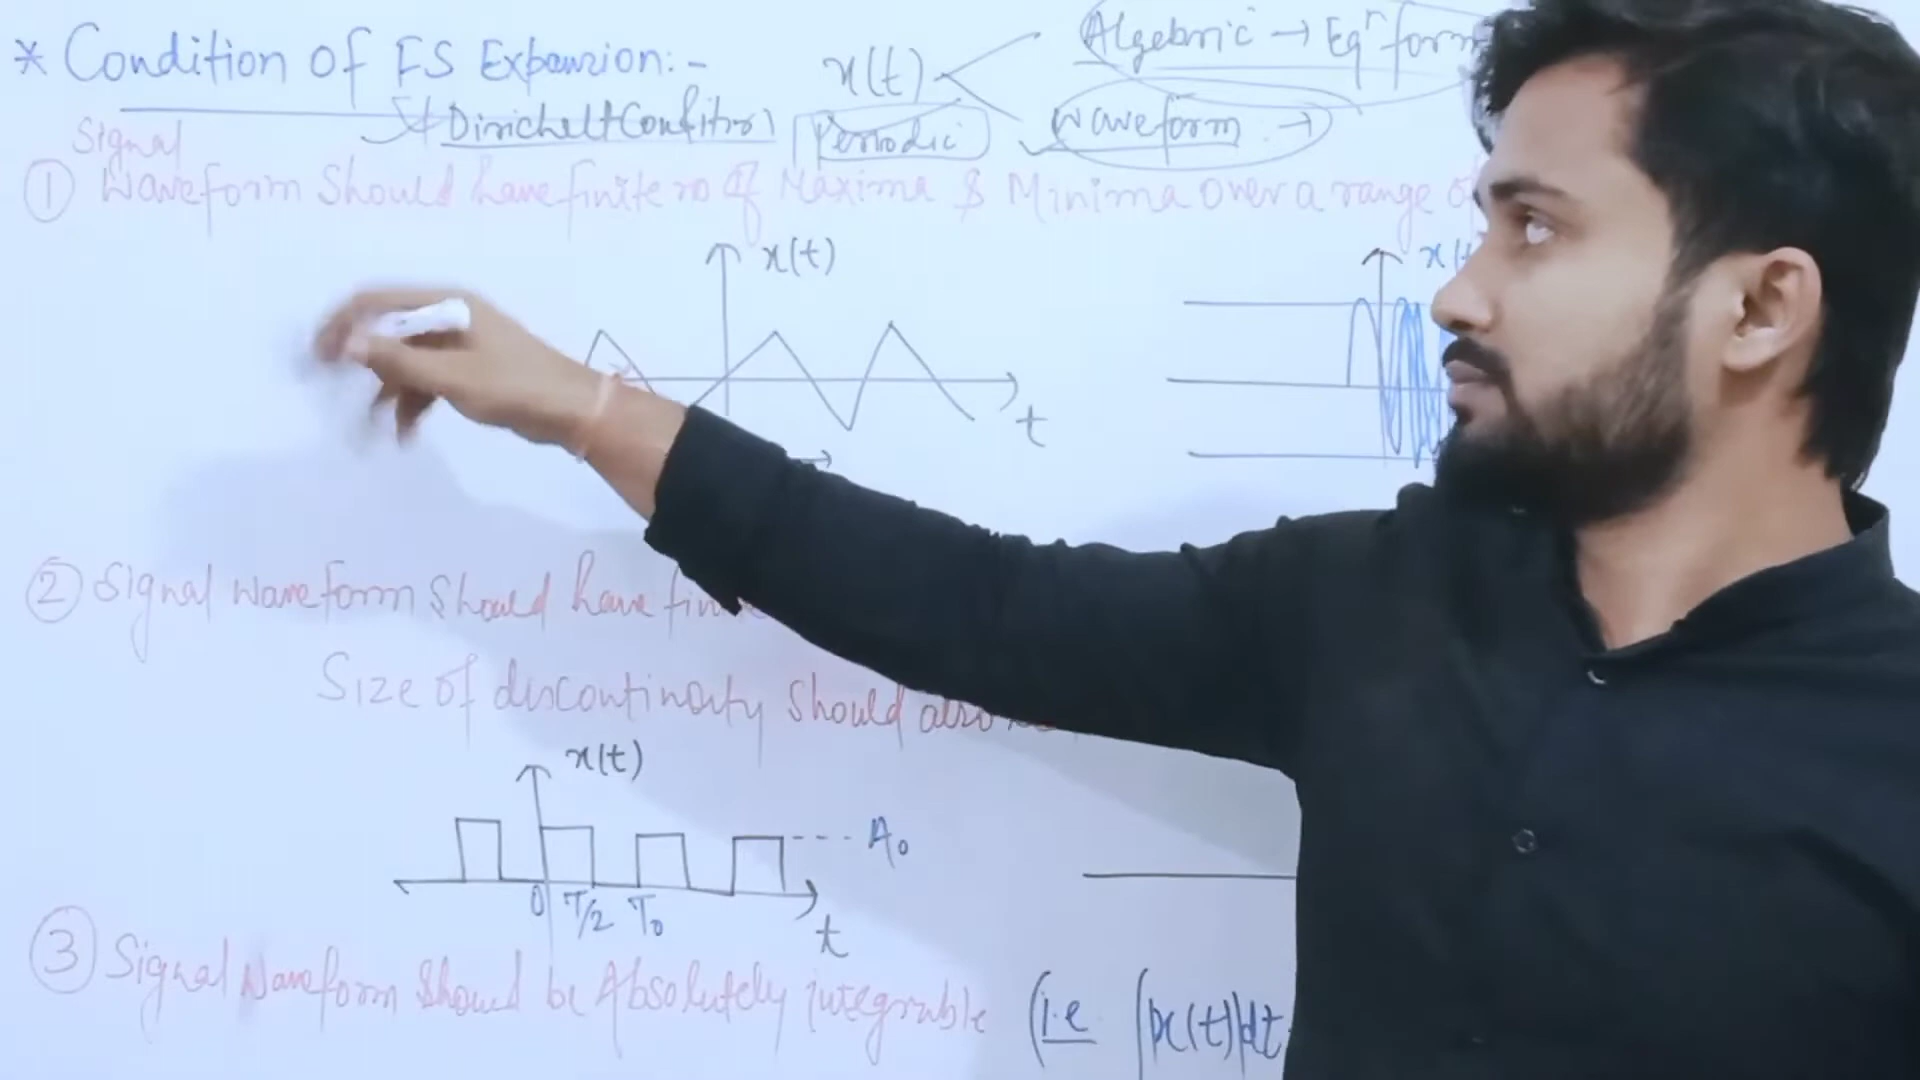 * Condition of FS Expansion:-
x(t)
Algebric → Eqn form
* Dirichelt Condition
Periodic
waveform →
Signal
① Waveform Should have finite no of Maxima & Minima over a range of
x(t)
x(t
t
② Signal waveform Should have fin
Size of discontinuity Should also
x(t)
A₀
0 T/2 T₀
t
③ Signal Waveform Should be Absolutely integrable (i.e ∫|x(t)|dt